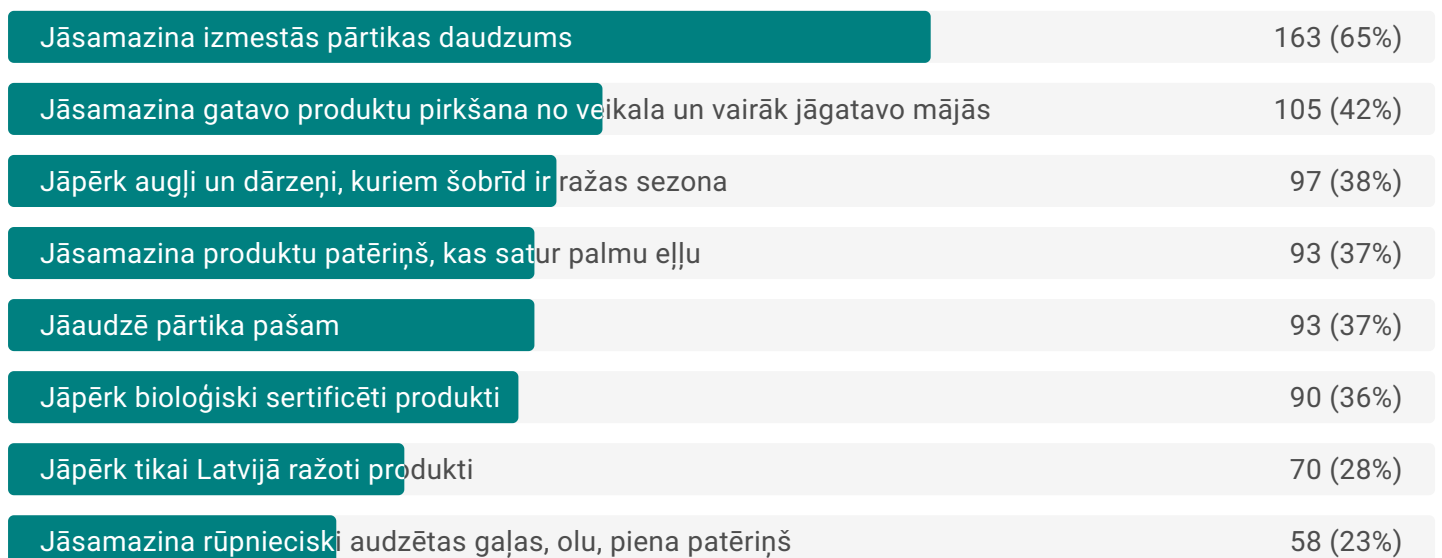 Jāsamazina izmestās pārtikas daudzums 163 (65%)
Jāsamazina gatavo produktu pirkšana no veikala un vairāk jāgatavo mājās 105 (42%)
Jāpērk augļi un dārzeņi, kuriem šobrīd ir ražas sezona 97 (38%)
Jāsamazina produktu patēriņš, kas satur palmu eļļu 93 (37%)
Jāaudzē pārtika pašam 93 (37%)
Jāpērk bioloģiski sertificēti produkti 90 (36%)
Jāpērk tikai Latvijā ražoti produkti 70 (28%)
Jāsamazina rūpnieciski audzētas gaļas, olu, piena patēriņš 58 (23%)